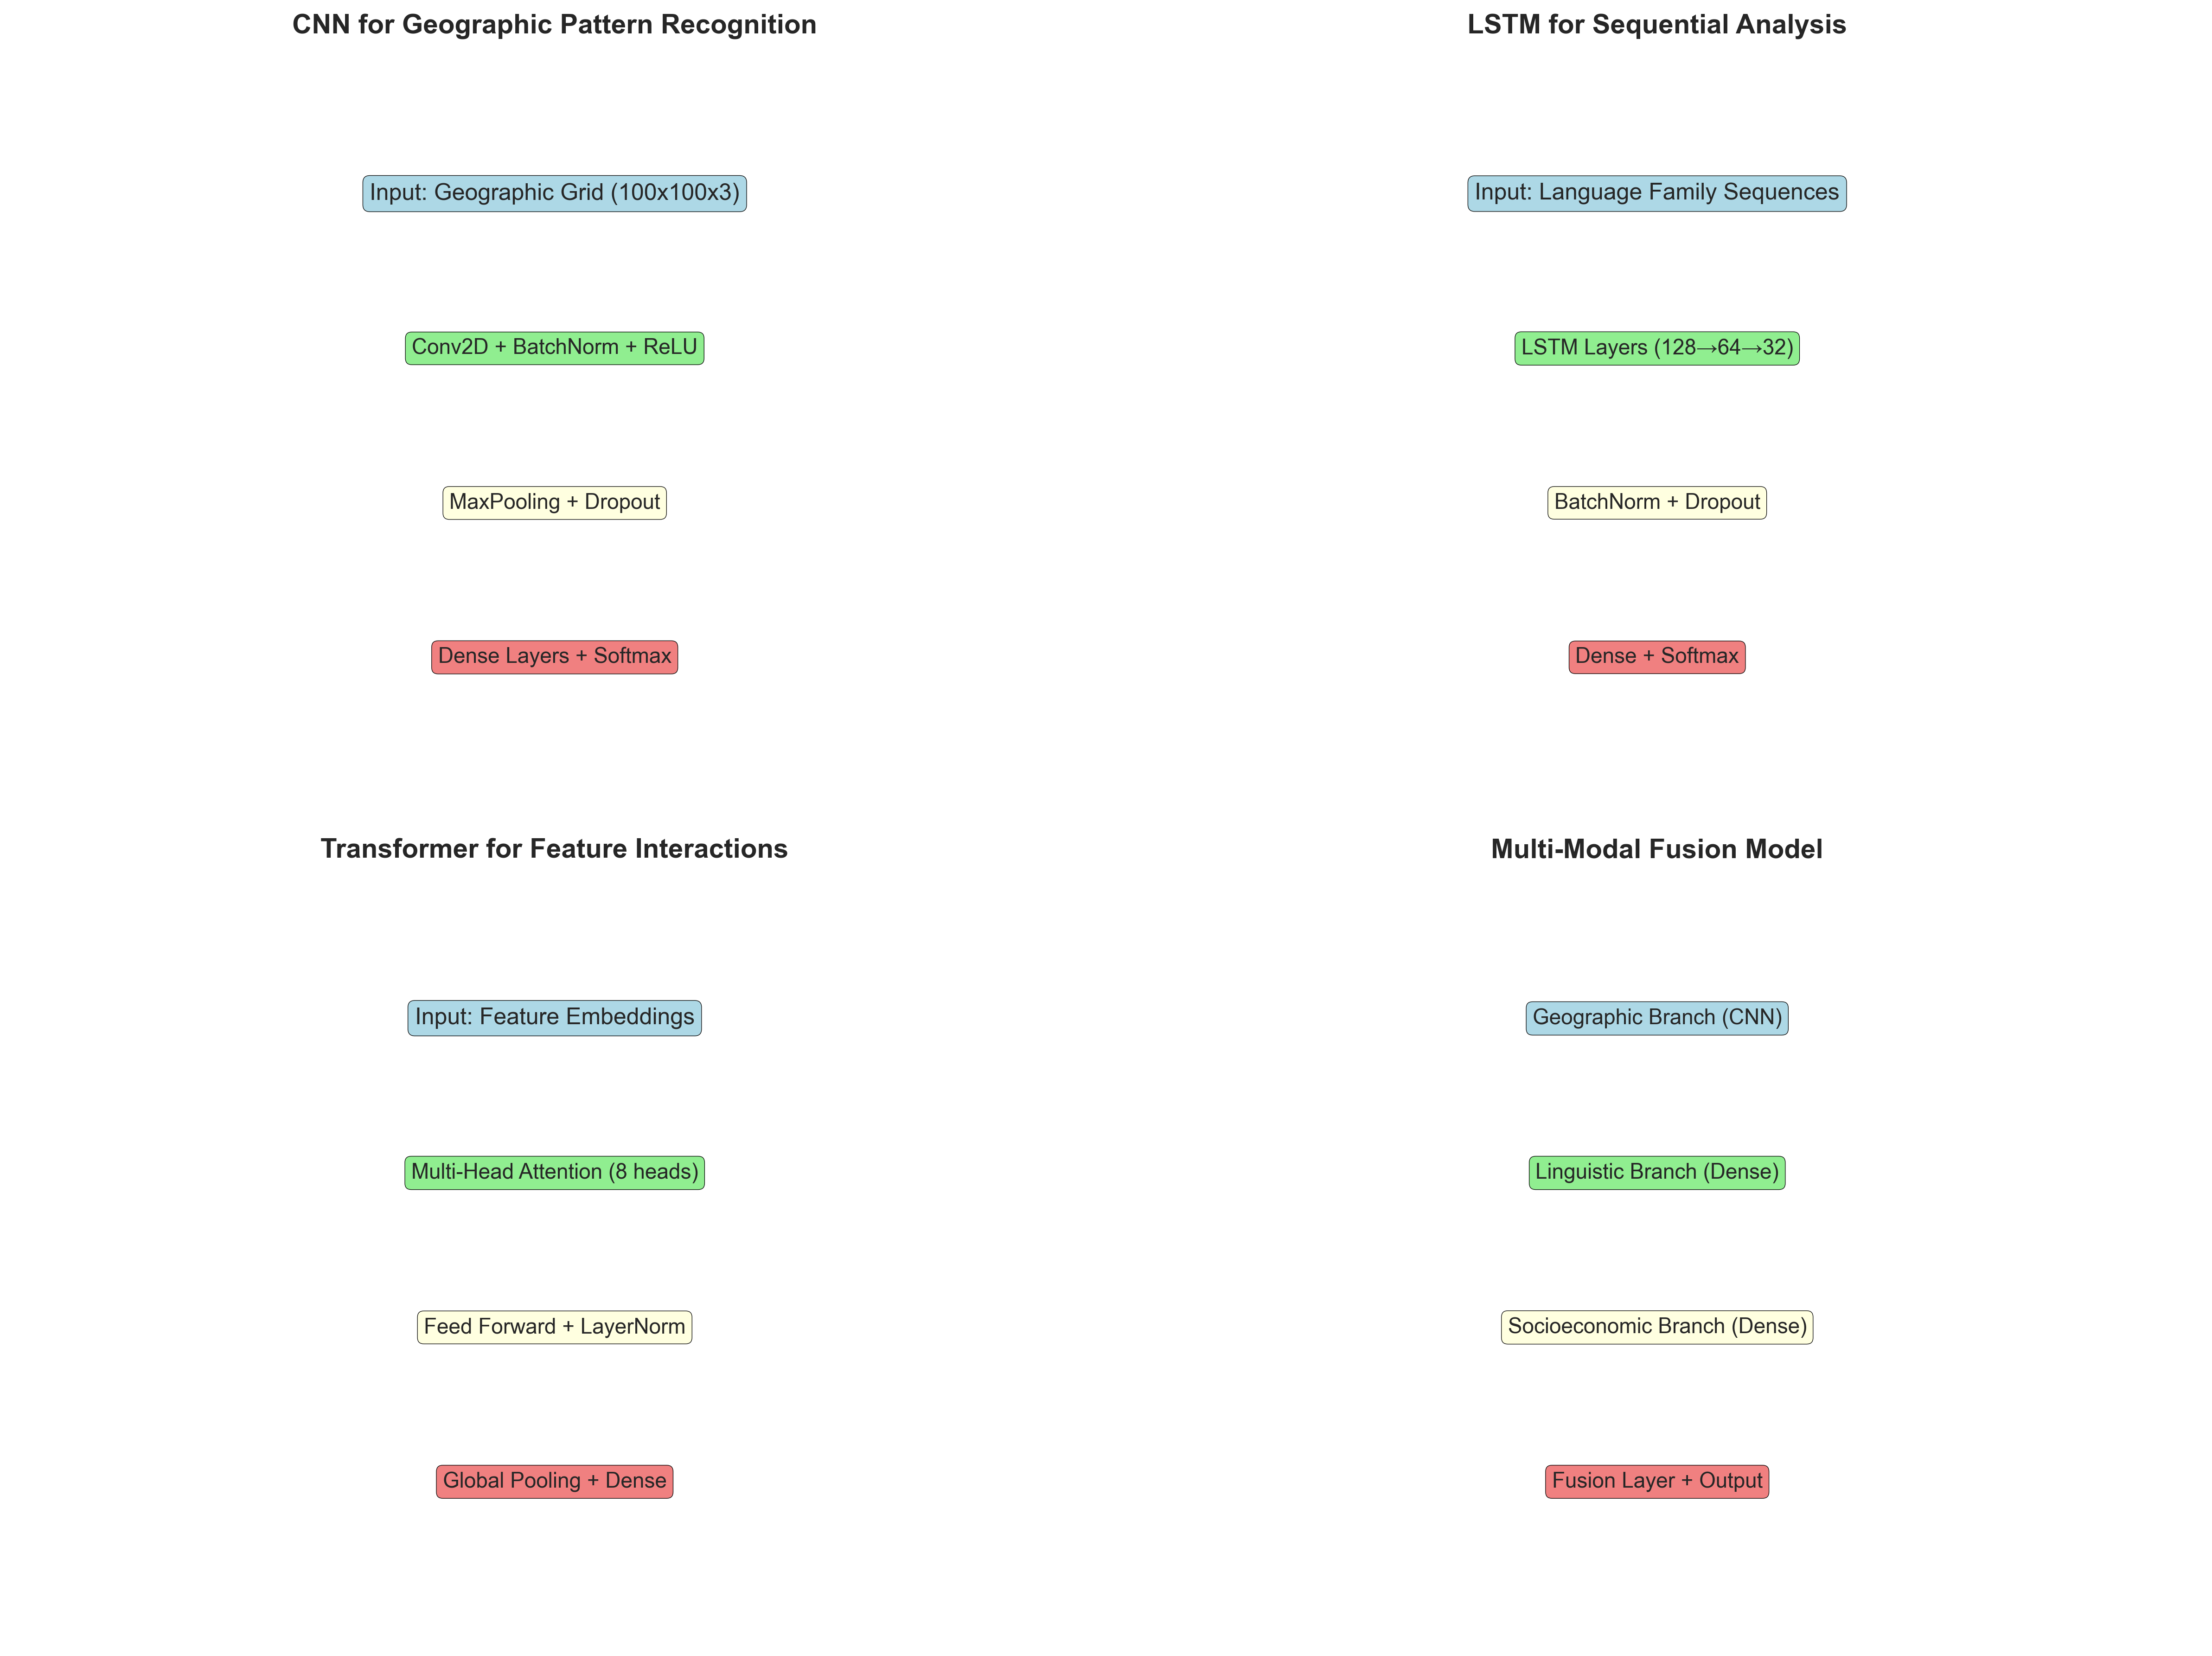 CNN for Geographic Pattern Recognition
Input: Geographic Grid (100x100x3)
Conv2D + BatchNorm + ReLU
MaxPooling + Dropout
Dense Layers + Softmax
LSTM for Sequential Analysis
Input: Language Family Sequences
LSTM Layers (128→64→32)
BatchNorm + Dropout
Dense + Softmax
Transformer for Feature Interactions
Input: Feature Embeddings
Multi-Head Attention (8 heads)
Feed Forward + LayerNorm
Global Pooling + Dense
Multi-Modal Fusion Model
Geographic Branch (CNN)
Linguistic Branch (Dense)
Socioeconomic Branch (Dense)
Fusion Layer + Output